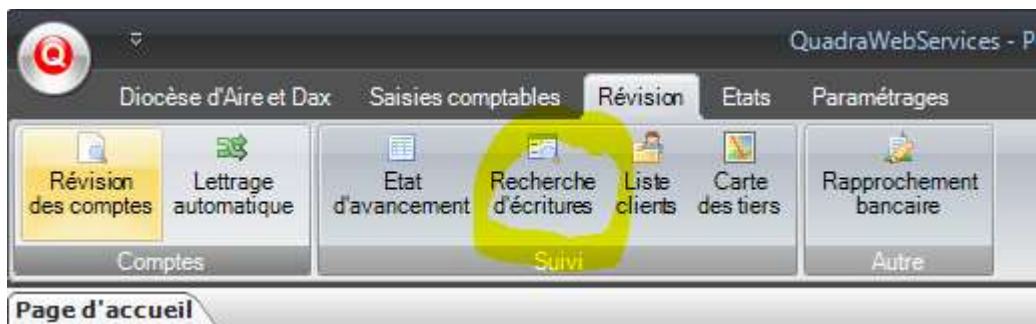 Q
QuadraWebServices - P
Diocèse d'Aire et Dax Saisies comptables Révision Etats Paramétrages
Révision des comptes
Lettrage automatique
Etat d'avancement
Recherche d'écritures
Liste clients
Carte des tiers
Rapprochement bancaire
Comptes Suivi Autre
Page d'accueil